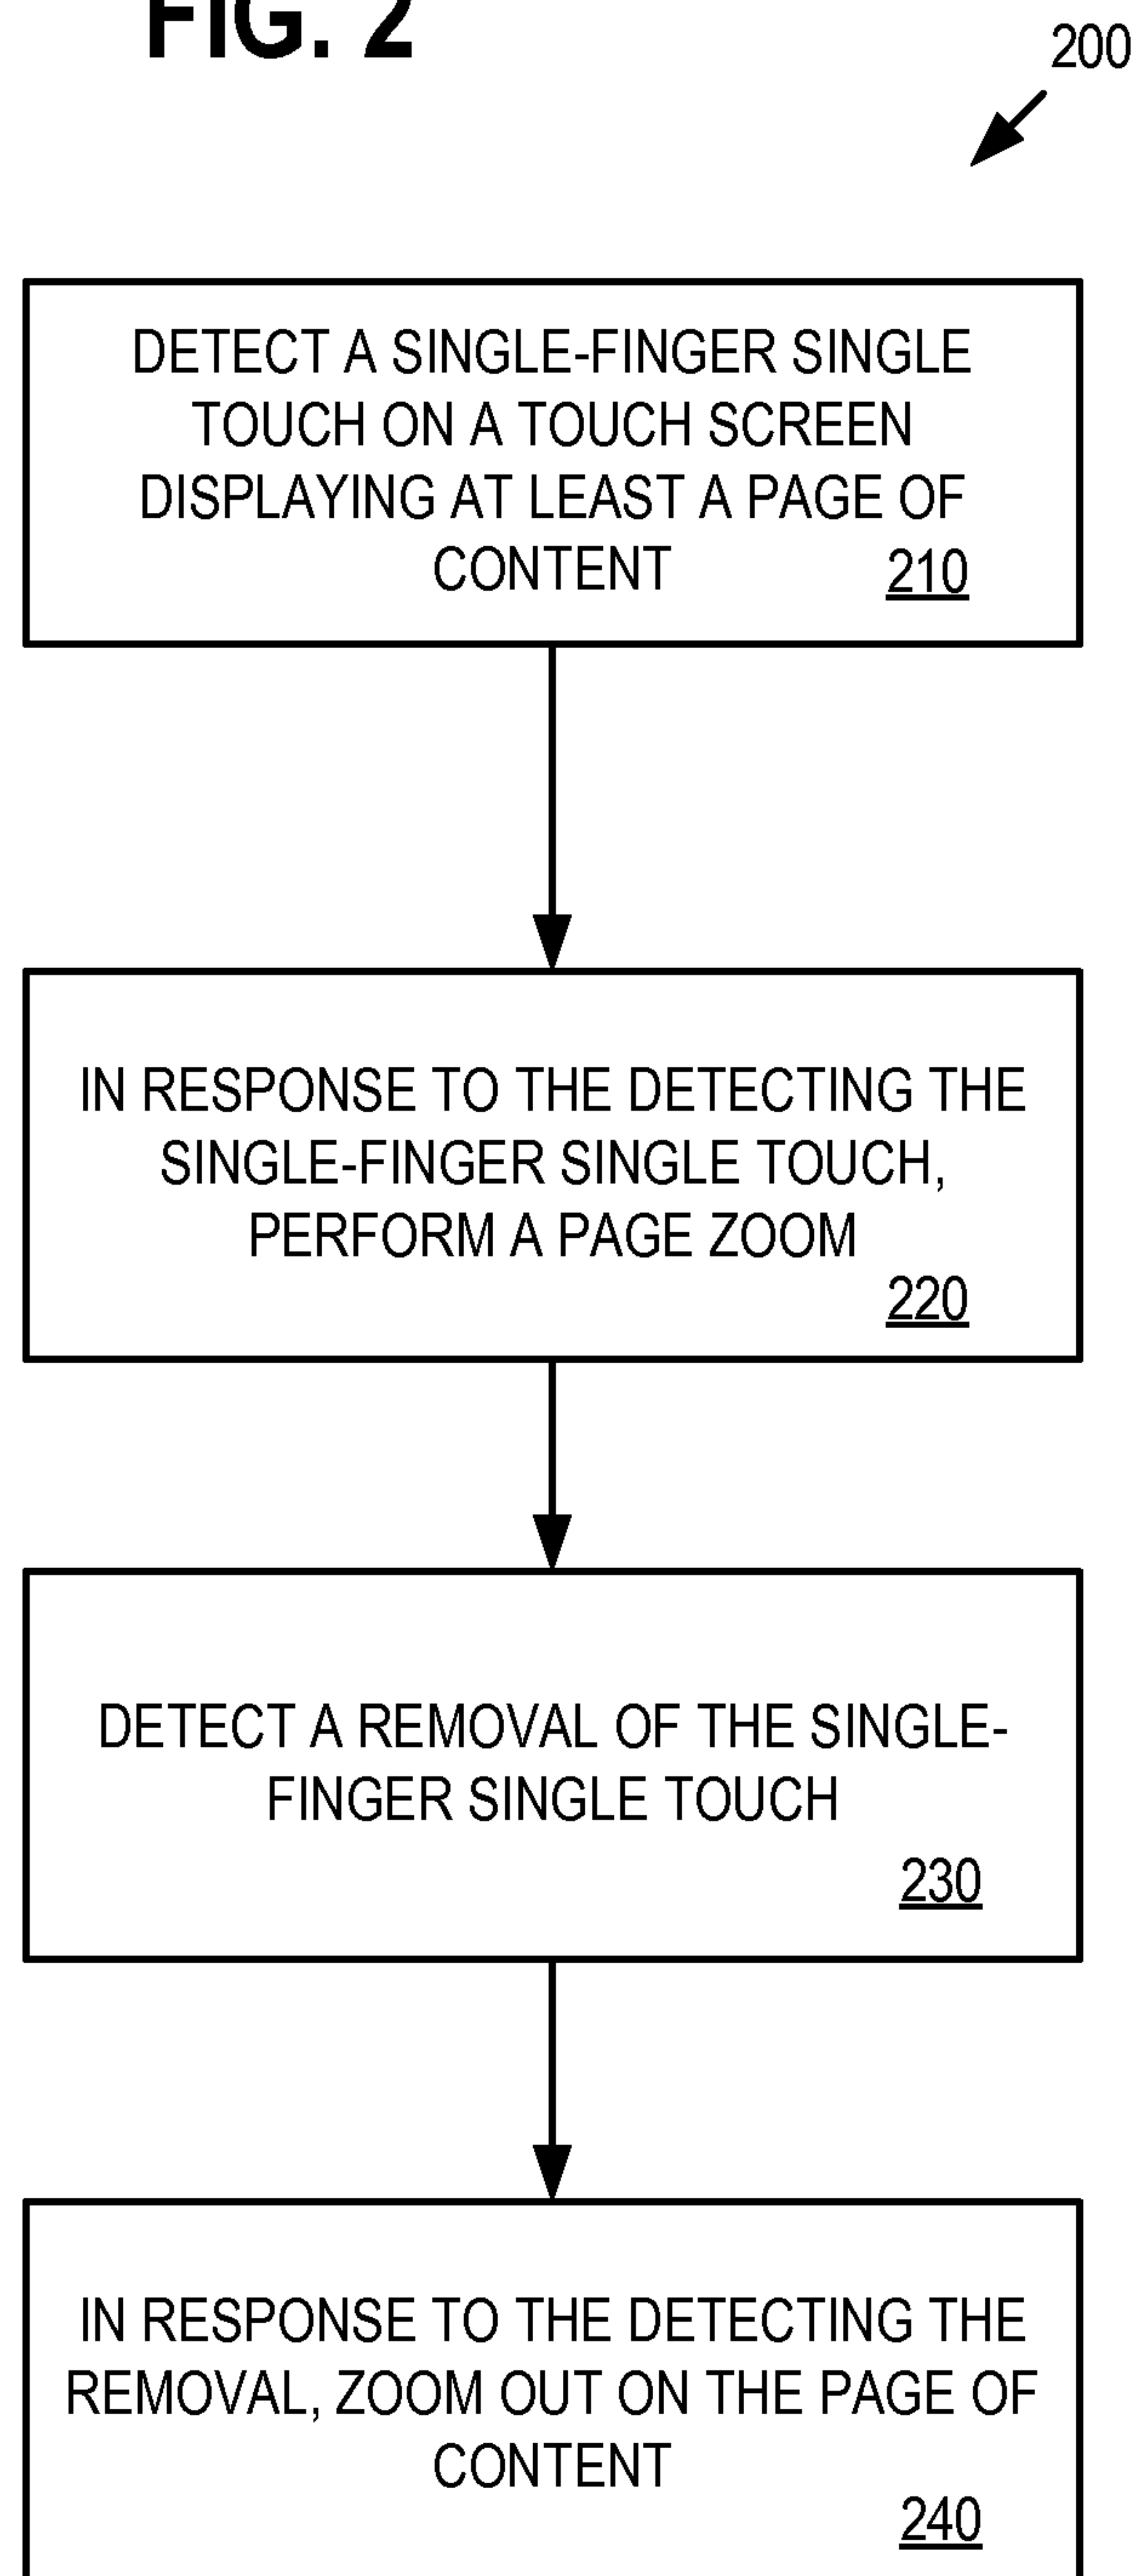 FIG. 2
200
DETECT A SINGLE-FINGER SINGLE
TOUCH ON A TOUCH SCREEN
DISPLAYING AT LEAST A PAGE OF
CONTENT 210
IN RESPONSE TO THE DETECTING THE
SINGLE-FINGER SINGLE TOUCH,
PERFORM A PAGE ZOOM
220
DETECT A REMOVAL OF THE SINGLE-
FINGER SINGLE TOUCH
230
IN RESPONSE TO THE DETECTING THE
REMOVAL, ZOOM OUT ON THE PAGE OF
CONTENT
240